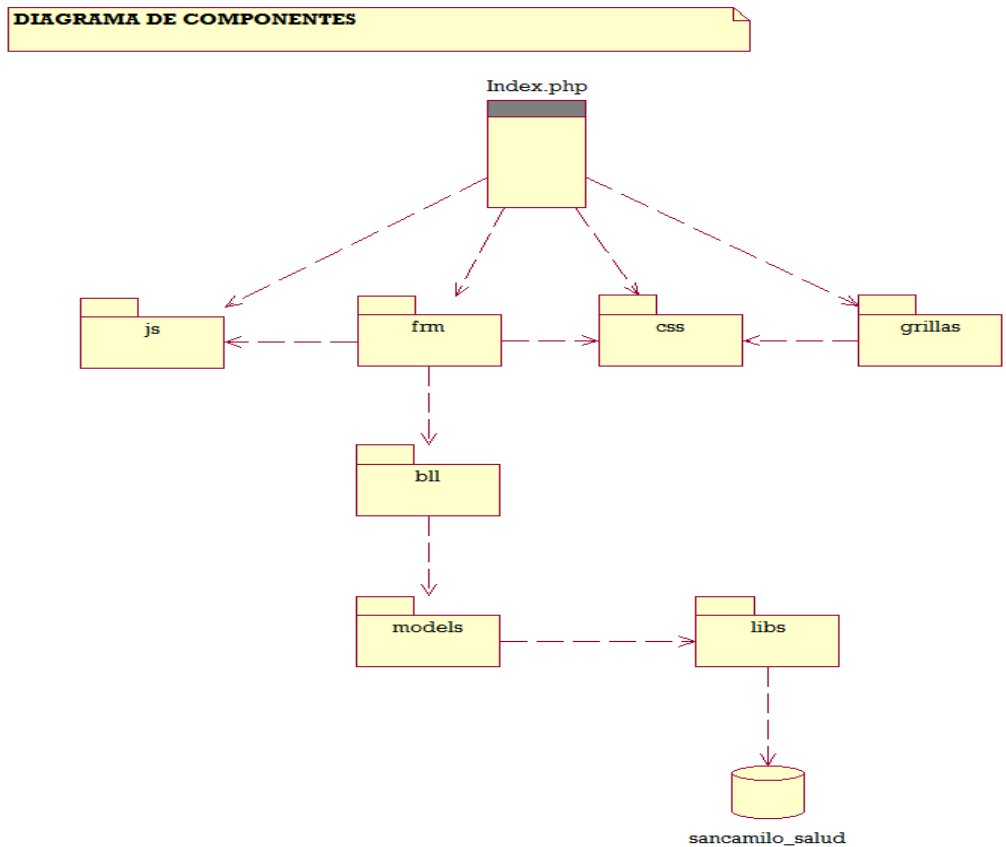 DIAGRAMA DE COMPONENTES
Index.php
js
frm
css
grillas
bll
models
libs
sancamilo_salud